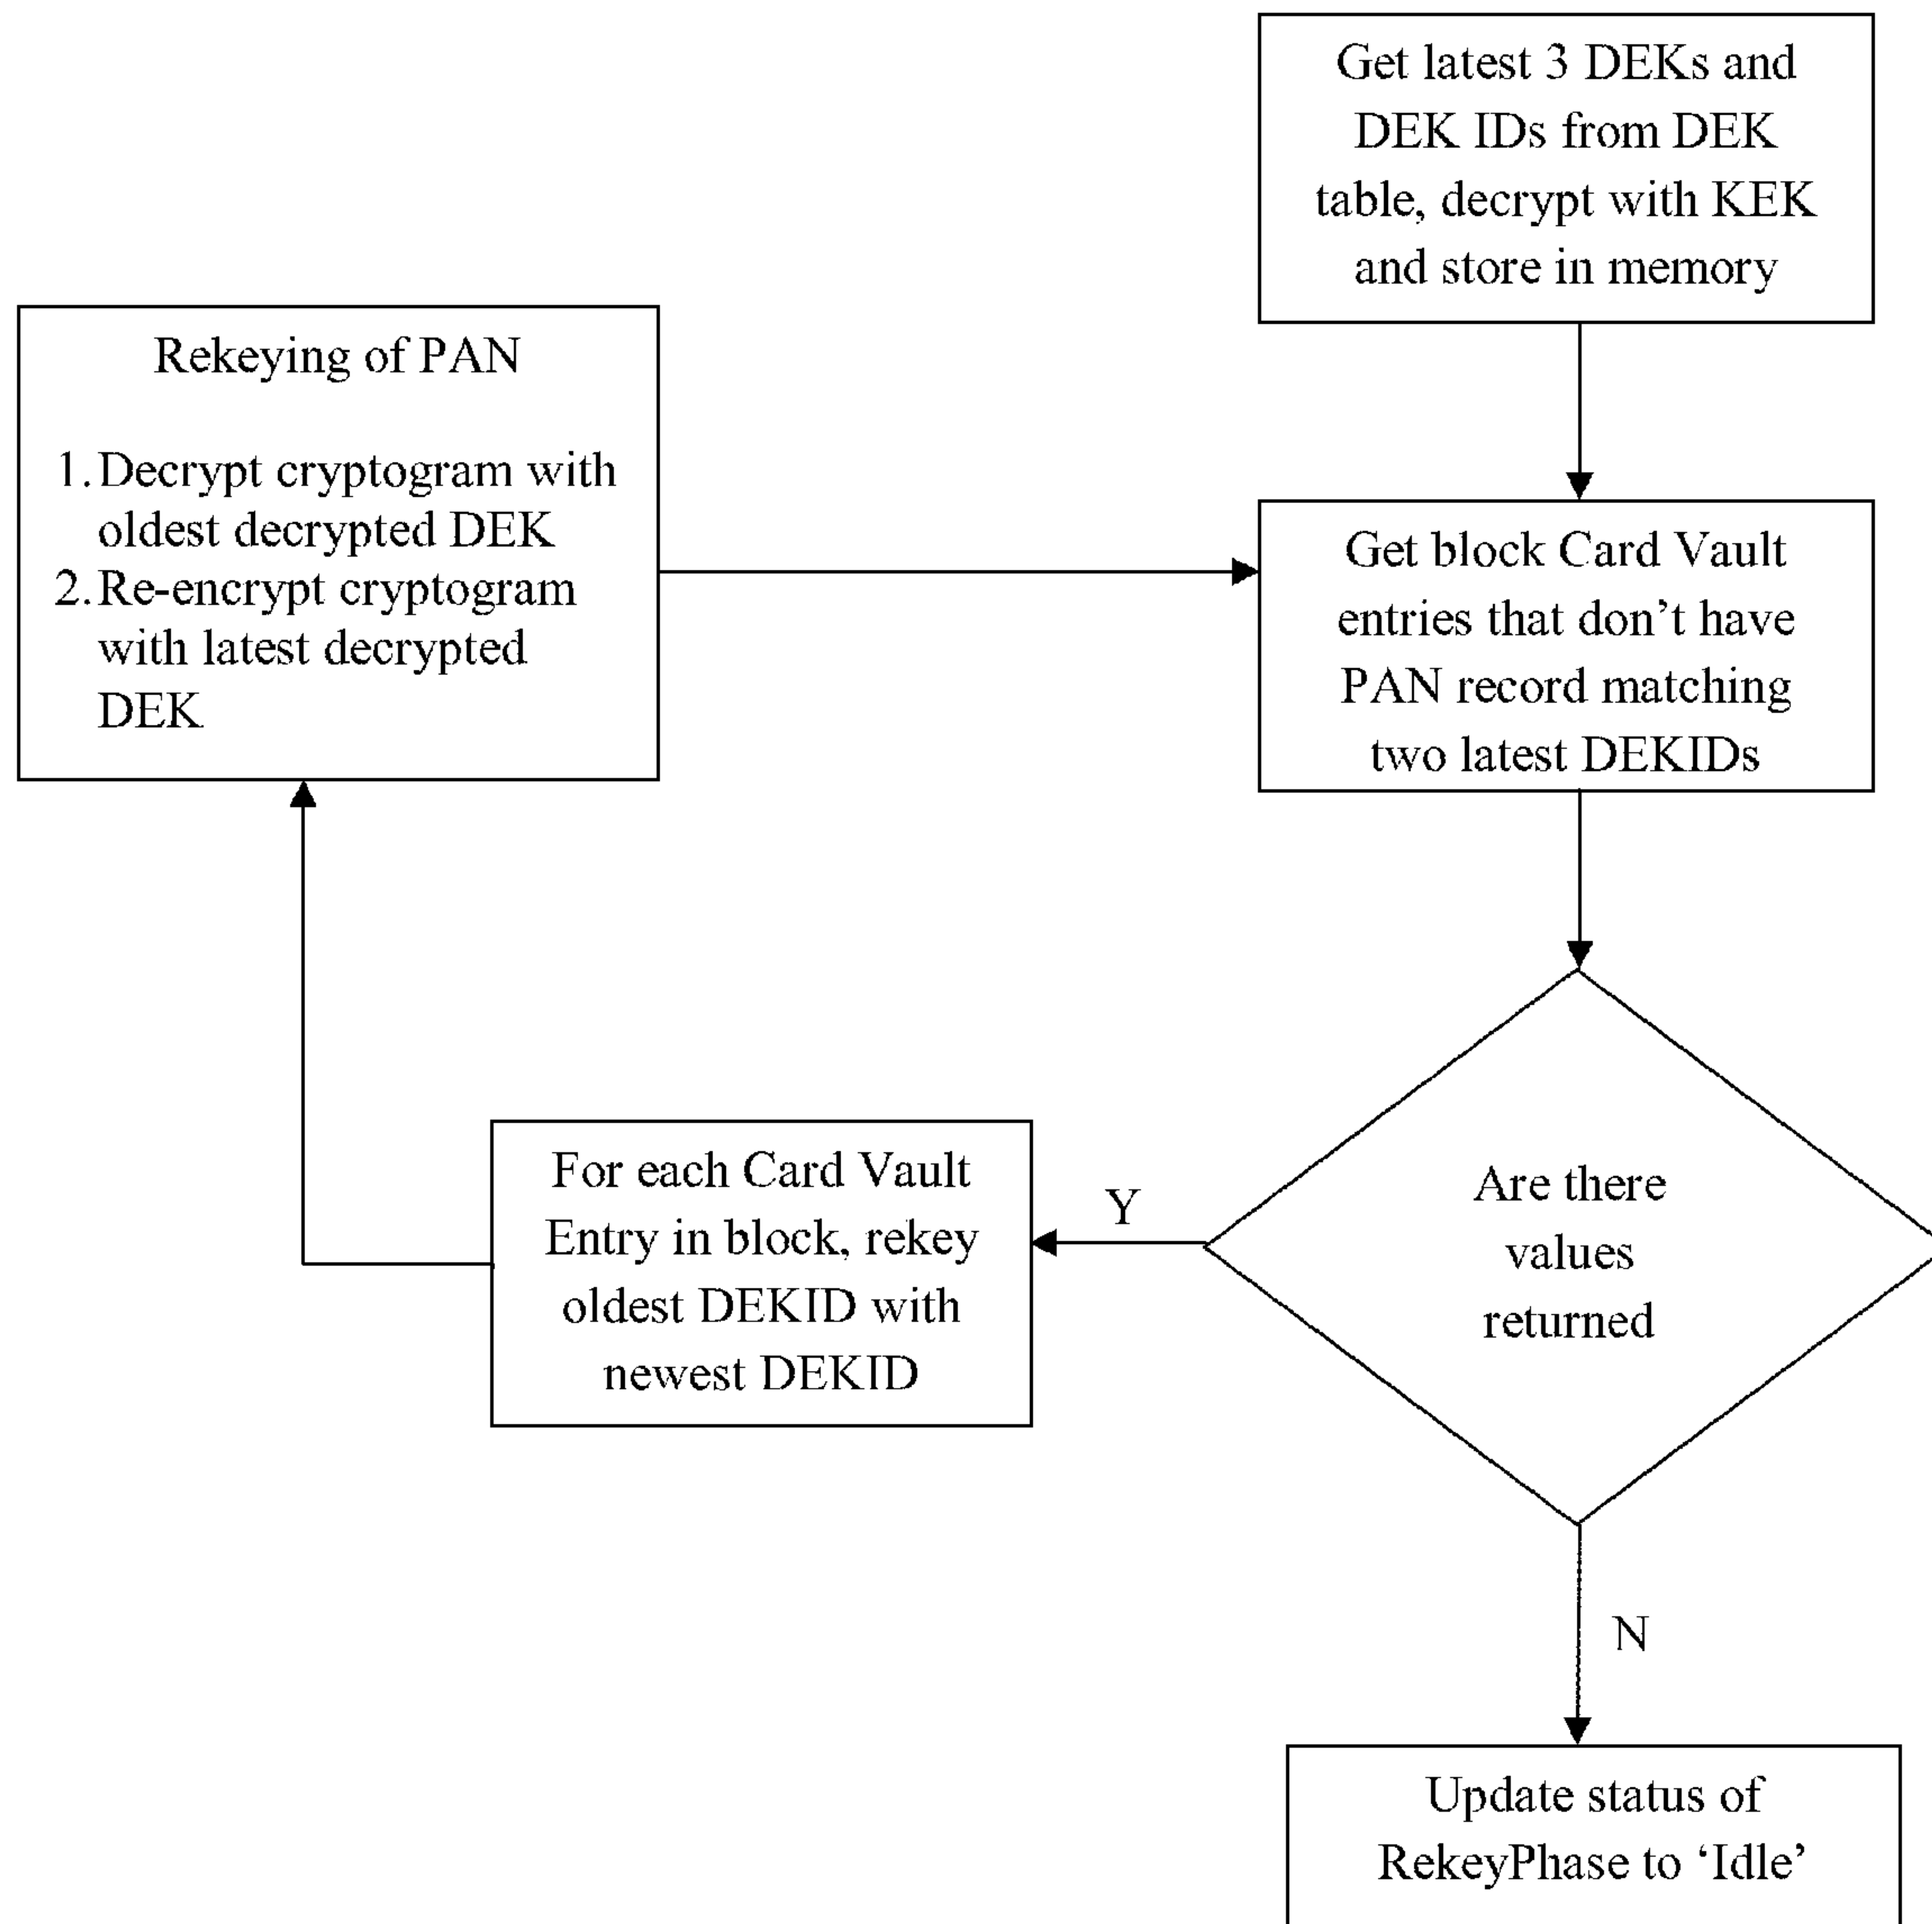 Get latest 3 DEKs and
DEK IDs from DEK
table, decrypt with KEK
and store in memory
Rekeying of PAN
1. Decrypt cryptogram with
oldest decrypted DEK
2. Re-encrypt cryptogram
with latest decrypted
DEK
Get block Card Vault
entries that don’t have
PAN record matching
two latest DEKIDs
Are there
values
returned
Y
For each Card Vault
Entry in block, rekey
oldest DEKID with
newest DEKID
N
Update status of
RekeyPhase to ‘Idle’